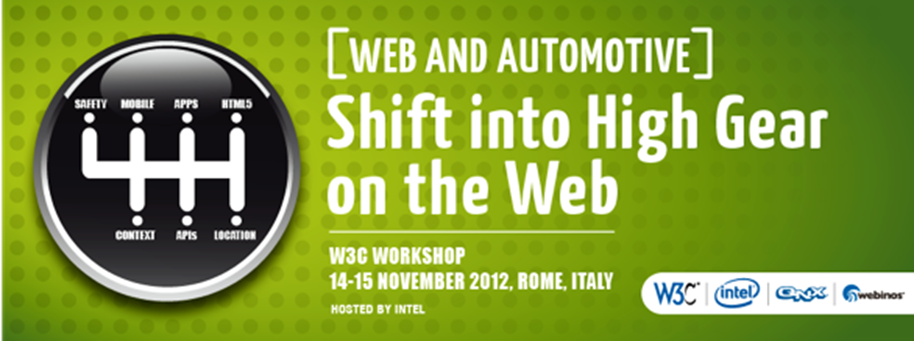 SAFETY MOBILE APPS HTML5
CONTEXT APIs LOCATION
[WEB AND AUTOMOTIVE]
Shift into High Gear
on the Web
W3C WORKSHOP
14-15 NOVEMBER 2012, ROME, ITALY
HOSTED BY INTEL
W3C intel QNX webinos